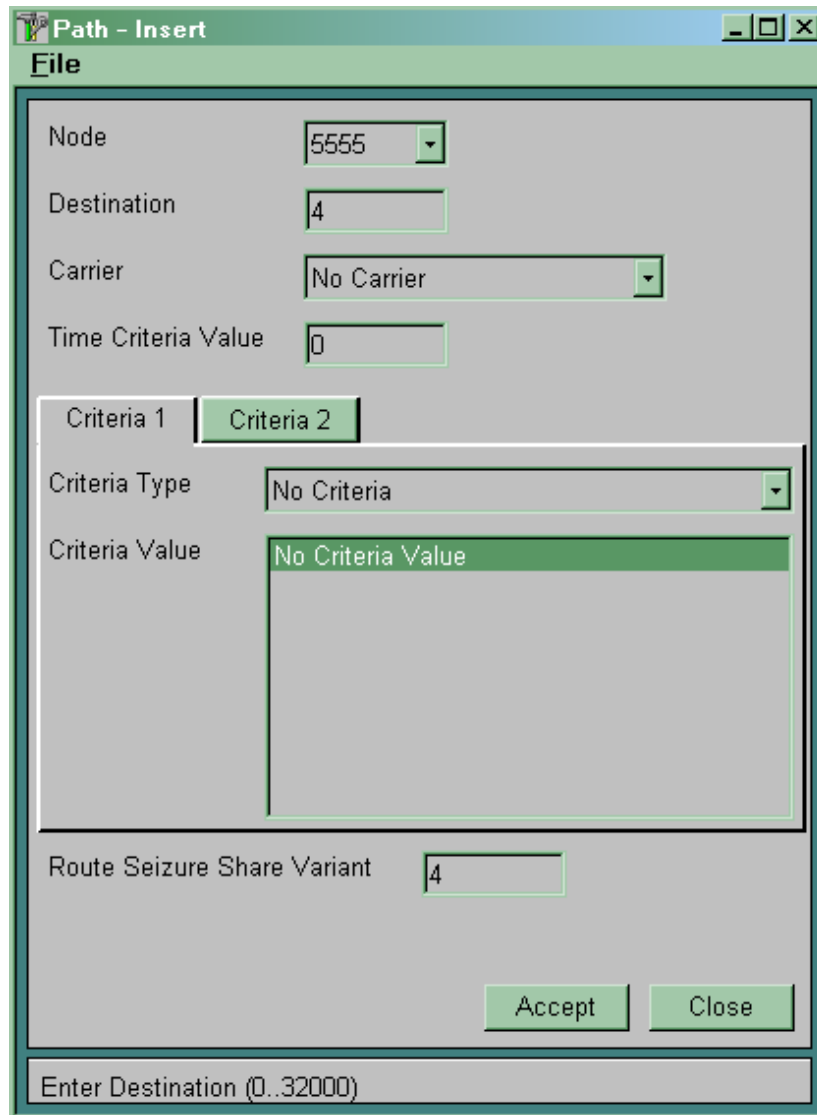 Path - Insert
File
Node 5555
Destination 4
Carrier No Carrier
Time Criteria Value 0
Criteria 1 Criteria 2
Criteria Type No Criteria
Criteria Value No Criteria Value
Route Seizure Share Variant 4
Accept Close
Enter Destination (0..32000)